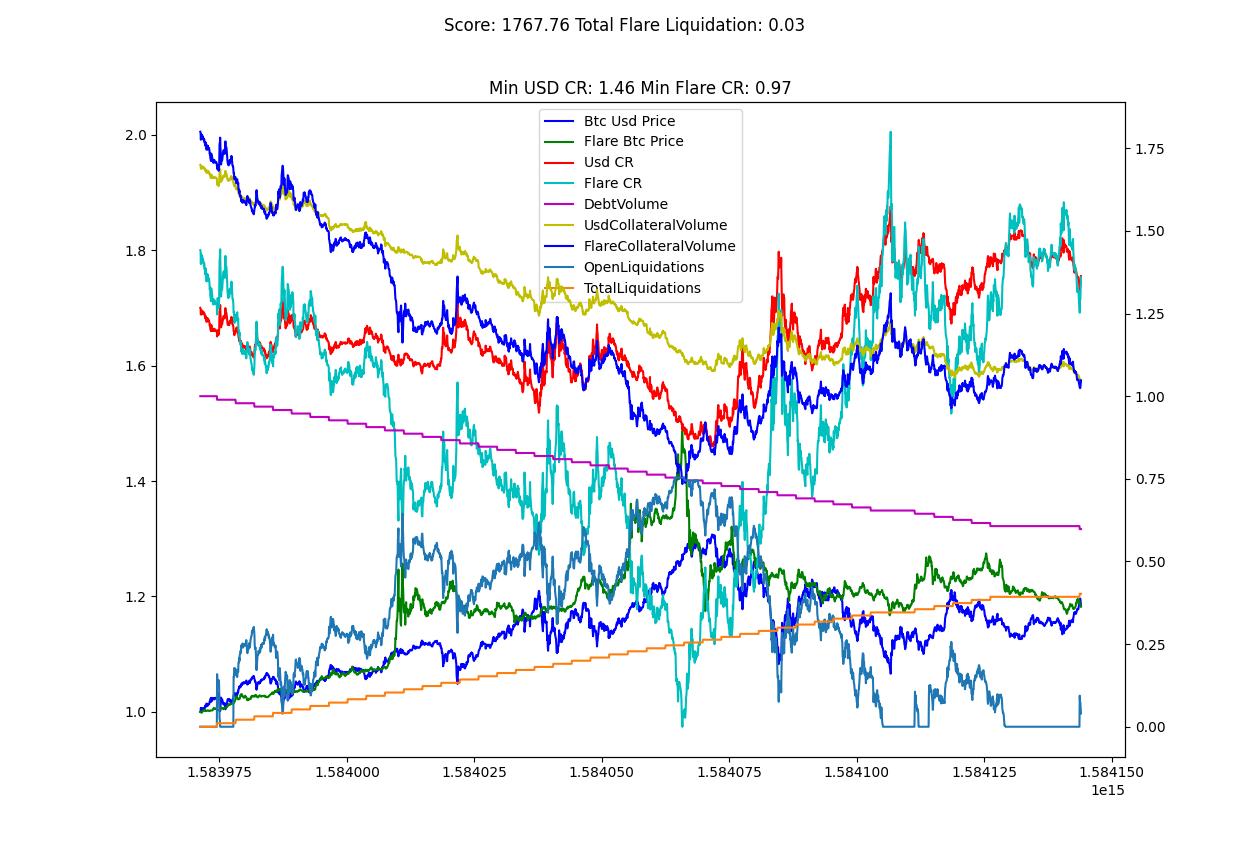 Score: 1767.76 Total Flare Liquidation: 0.03
Min USD CR: 1.46 Min Flare CR: 0.97
Btc Usd Price
Flare Btc Price
Usd CR
Flare CR
DebtVolume
UsdCollateralVolume
FlareCollateralVolume
OpenLiquidations
TotalLiquidations
2.0
1.8
1.6
1.4
1.2
1.0
1.75
1.50
1.25
1.00
0.75
0.50
0.25
0.00
1.583975 1.584000 1.584025 1.584050 1.584075 1.584100 1.584125 1.584150
1e15